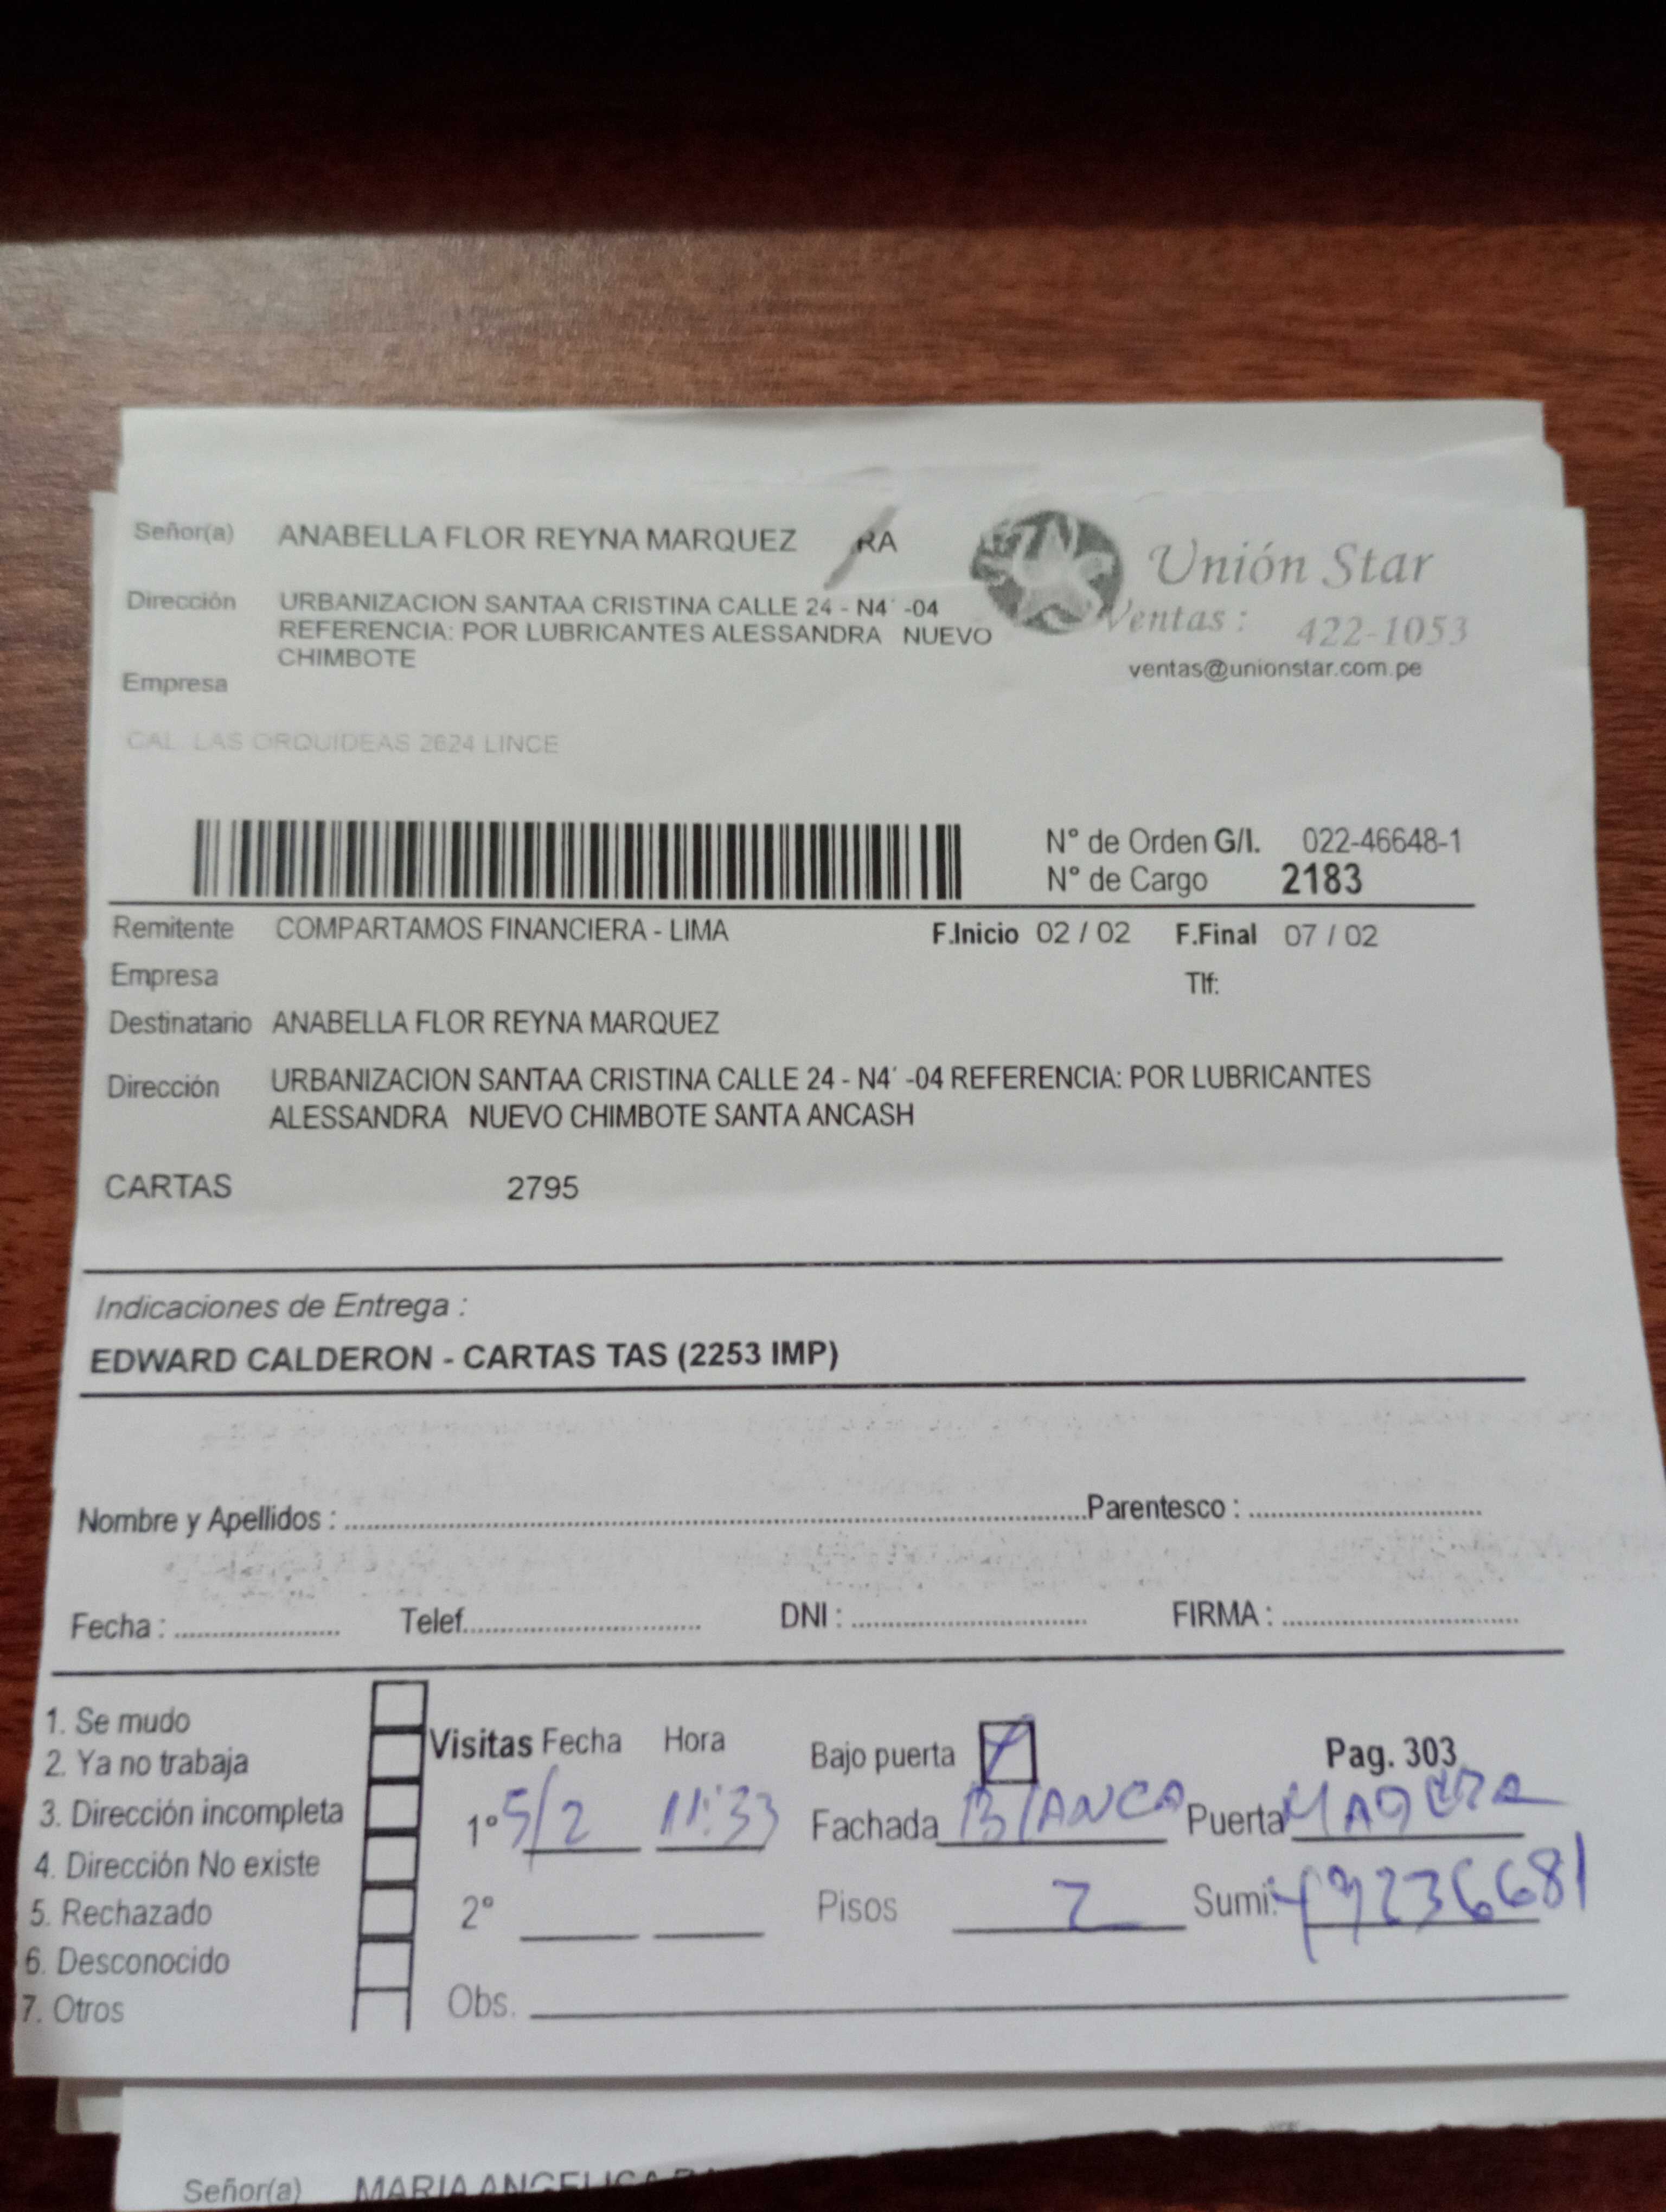 Señor(a) ANABELLA FLOR REYNA MARQUEZ RA
Unión Star
Ventas : 422-1053
ventas@unionstar.com.pe
Dirección URBANIZACION SANTAA CRISTINA CALLE 24 - N4´ -04
REFERENCIA: POR LUBRICANTES ALESSANDRA NUEVO
CHIMBOTE
Empresa
CAL. LAS ORQUIDEAS 2624 LINCE
N° de Orden G/I. 022-46648-1
N° de Cargo 2183
Remitente COMPARTAMOS FINANCIERA - LIMA F.Inicio 02 / 02 F.Final 07 / 02
Empresa Tlf:
Destinatario ANABELLA FLOR REYNA MARQUEZ
Dirección URBANIZACION SANTAA CRISTINA CALLE 24 - N4´ -04 REFERENCIA: POR LUBRICANTES
ALESSANDRA NUEVO CHIMBOTE SANTA ANCASH
CARTAS 2795
Indicaciones de Entrega :
EDWARD CALDERON - CARTAS TAS (2253 IMP)
Nombre y Apellidos : Parentesco :
Fecha : Telef. DNI : FIRMA :
1. Se mudo
2. Ya no trabaja
3. Dirección incompleta
4. Dirección No existe
5. Rechazado
6. Desconocido
7. Otros
Visitas Fecha Hora Bajo puerta Pag. 303
1° 5/2 11:33 Fachada BLANCA Puerta MADERA
2° Pisos 2 Sumi: 49236681
Obs.
Señor(a) MARIA ANGELICA